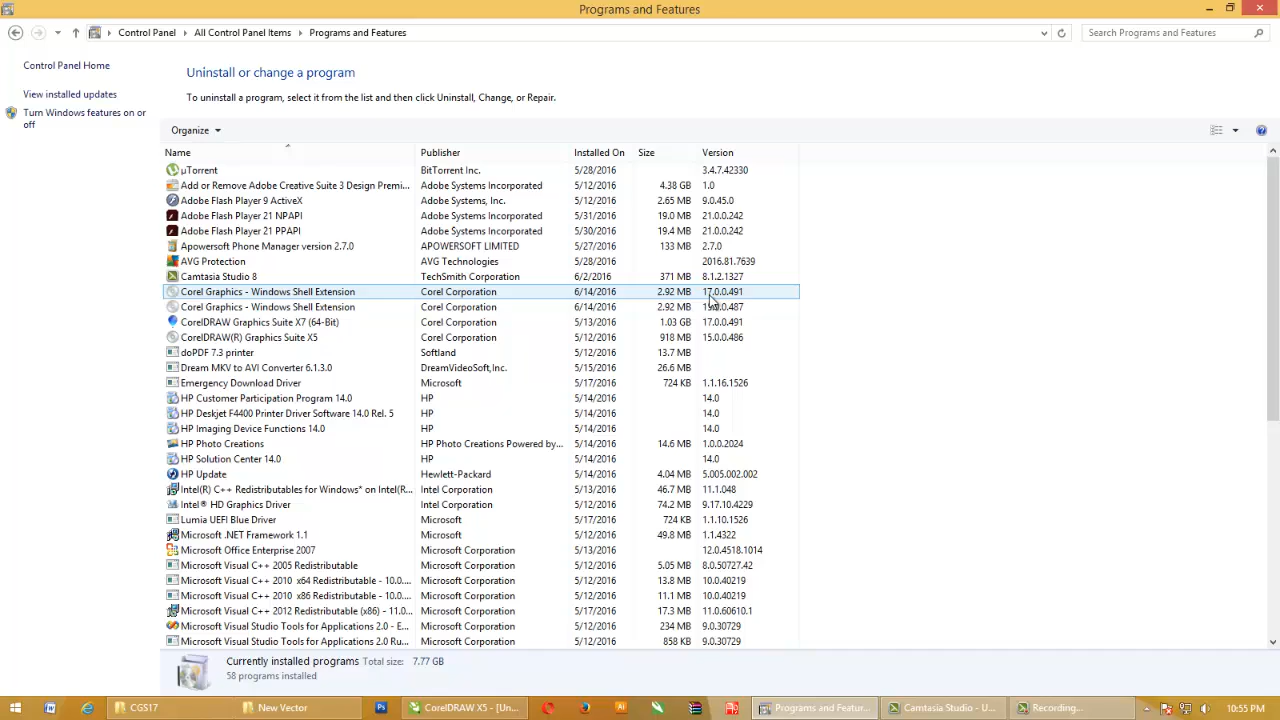 Programs and Features
Control Panel All Control Panel Items Programs and Features Search Programs and Features
Control Panel Home
View installed updates
Turn Windows features on or off
Uninstall or change a program
To uninstall a program, select it from the list and then click Uninstall, Change, or Repair.
Organize
Name Publisher Installed On Size Version
µTorrent BitTorrent Inc. 5/28/2016 3.4.7.42330
Add or Remove Adobe Creative Suite 3 Design Premi... Adobe Systems Incorporated 5/12/2016 4.38 GB 1.0
Adobe Flash Player 9 ActiveX Adobe Systems, Inc. 5/12/2016 2.65 MB 9.0.45.0
Adobe Flash Player 21 NPAPI Adobe Systems Incorporated 5/31/2016 19.0 MB 21.0.0.242
Adobe Flash Player 21 PPAPI Adobe Systems Incorporated 5/30/2016 19.4 MB 21.0.0.242
Apowersoft Phone Manager version 2.7.0 APOWERSOFT LIMITED 5/27/2016 133 MB 2.7.0
AVG Protection AVG Technologies 5/28/2016 2016.81.7639
Camtasia Studio 8 TechSmith Corporation 6/2/2016 371 MB 8.1.2.1327
Corel Graphics - Windows Shell Extension Corel Corporation 6/14/2016 2.92 MB 17.0.0.491
Corel Graphics - Windows Shell Extension Corel Corporation 6/14/2016 2.92 MB
CorelDRAW Graphics Suite X7 (64-Bit) Corel Corporation 5/13/2016 1.03 GB 17.0.0.491
CorelDRAW(R) Graphics Suite X5 Corel Corporation 5/12/2016 918 MB 15.0.0.486
doPDF 7.3 printer Softland 5/12/2016 13.7 MB
Dream MKV to AVI Converter 6.1.3.0 DreamVideoSoft,Inc. 5/15/2016 26.6 MB
Emergency Download Driver Microsoft 5/17/2016 724 KB 1.1.16.1526
HP Customer Participation Program 14.0 HP 5/14/2016 14.0
HP Deskjet F4400 Printer Driver Software 14.0 Rel. 5 HP 5/14/2016 14.0
HP Imaging Device Functions 14.0 HP 5/14/2016 14.0
HP Photo Creations HP Photo Creations Powered by... 5/14/2016 14.6 MB 1.0.0.2024
HP Solution Center 14.0 HP 5/14/2016 14.0
HP Update Hewlett-Packard 5/14/2016 4.04 MB 5.005.002.002
Intel(R) C++ Redistributables for Windows* on Intel(R... Intel Corporation 5/13/2016 46.7 MB 11.1.048
Intel® HD Graphics Driver Intel Corporation 5/12/2016 74.2 MB 9.17.10.4229
Lumia UEFI Blue Driver Microsoft 5/17/2016 724 KB 1.1.10.1526
Microsoft .NET Framework 1.1 Microsoft 5/12/2016 49.8 MB 1.1.4322
Microsoft Office Enterprise 2007 Microsoft Corporation 5/13/2016 12.0.4518.1014
Microsoft Visual C++ 2005 Redistributable Microsoft Corporation 5/12/2016 5.05 MB 8.0.50727.42
Microsoft Visual C++ 2010 x64 Redistributable - 10.0.... Microsoft Corporation 5/12/2016 13.8 MB 10.0.40219
Microsoft Visual C++ 2010 x86 Redistributable - 10.0.... Microsoft Corporation 5/12/2016 11.1 MB 10.0.40219
Microsoft Visual C++ 2012 Redistributable (x86) - 11.0.... Microsoft Corporation 5/17/2016 17.3 MB 11.0.60610.1
Microsoft Visual Studio Tools for Applications 2.0 - E... Microsoft Corporation 5/12/2016 234 MB 9.0.30729
Microsoft Visual Studio Tools for Applications 2.0 Ru... Microsoft Corporation 5/12/2016 858 KB 9.0.30729
Currently installed programs Total size: 7.77 GB
58 programs installed
CGS17 New Vector CorelDRAW X5 - [Un... Programs and Featur... Camtasia Studio - U... Recording... 10:55 PM